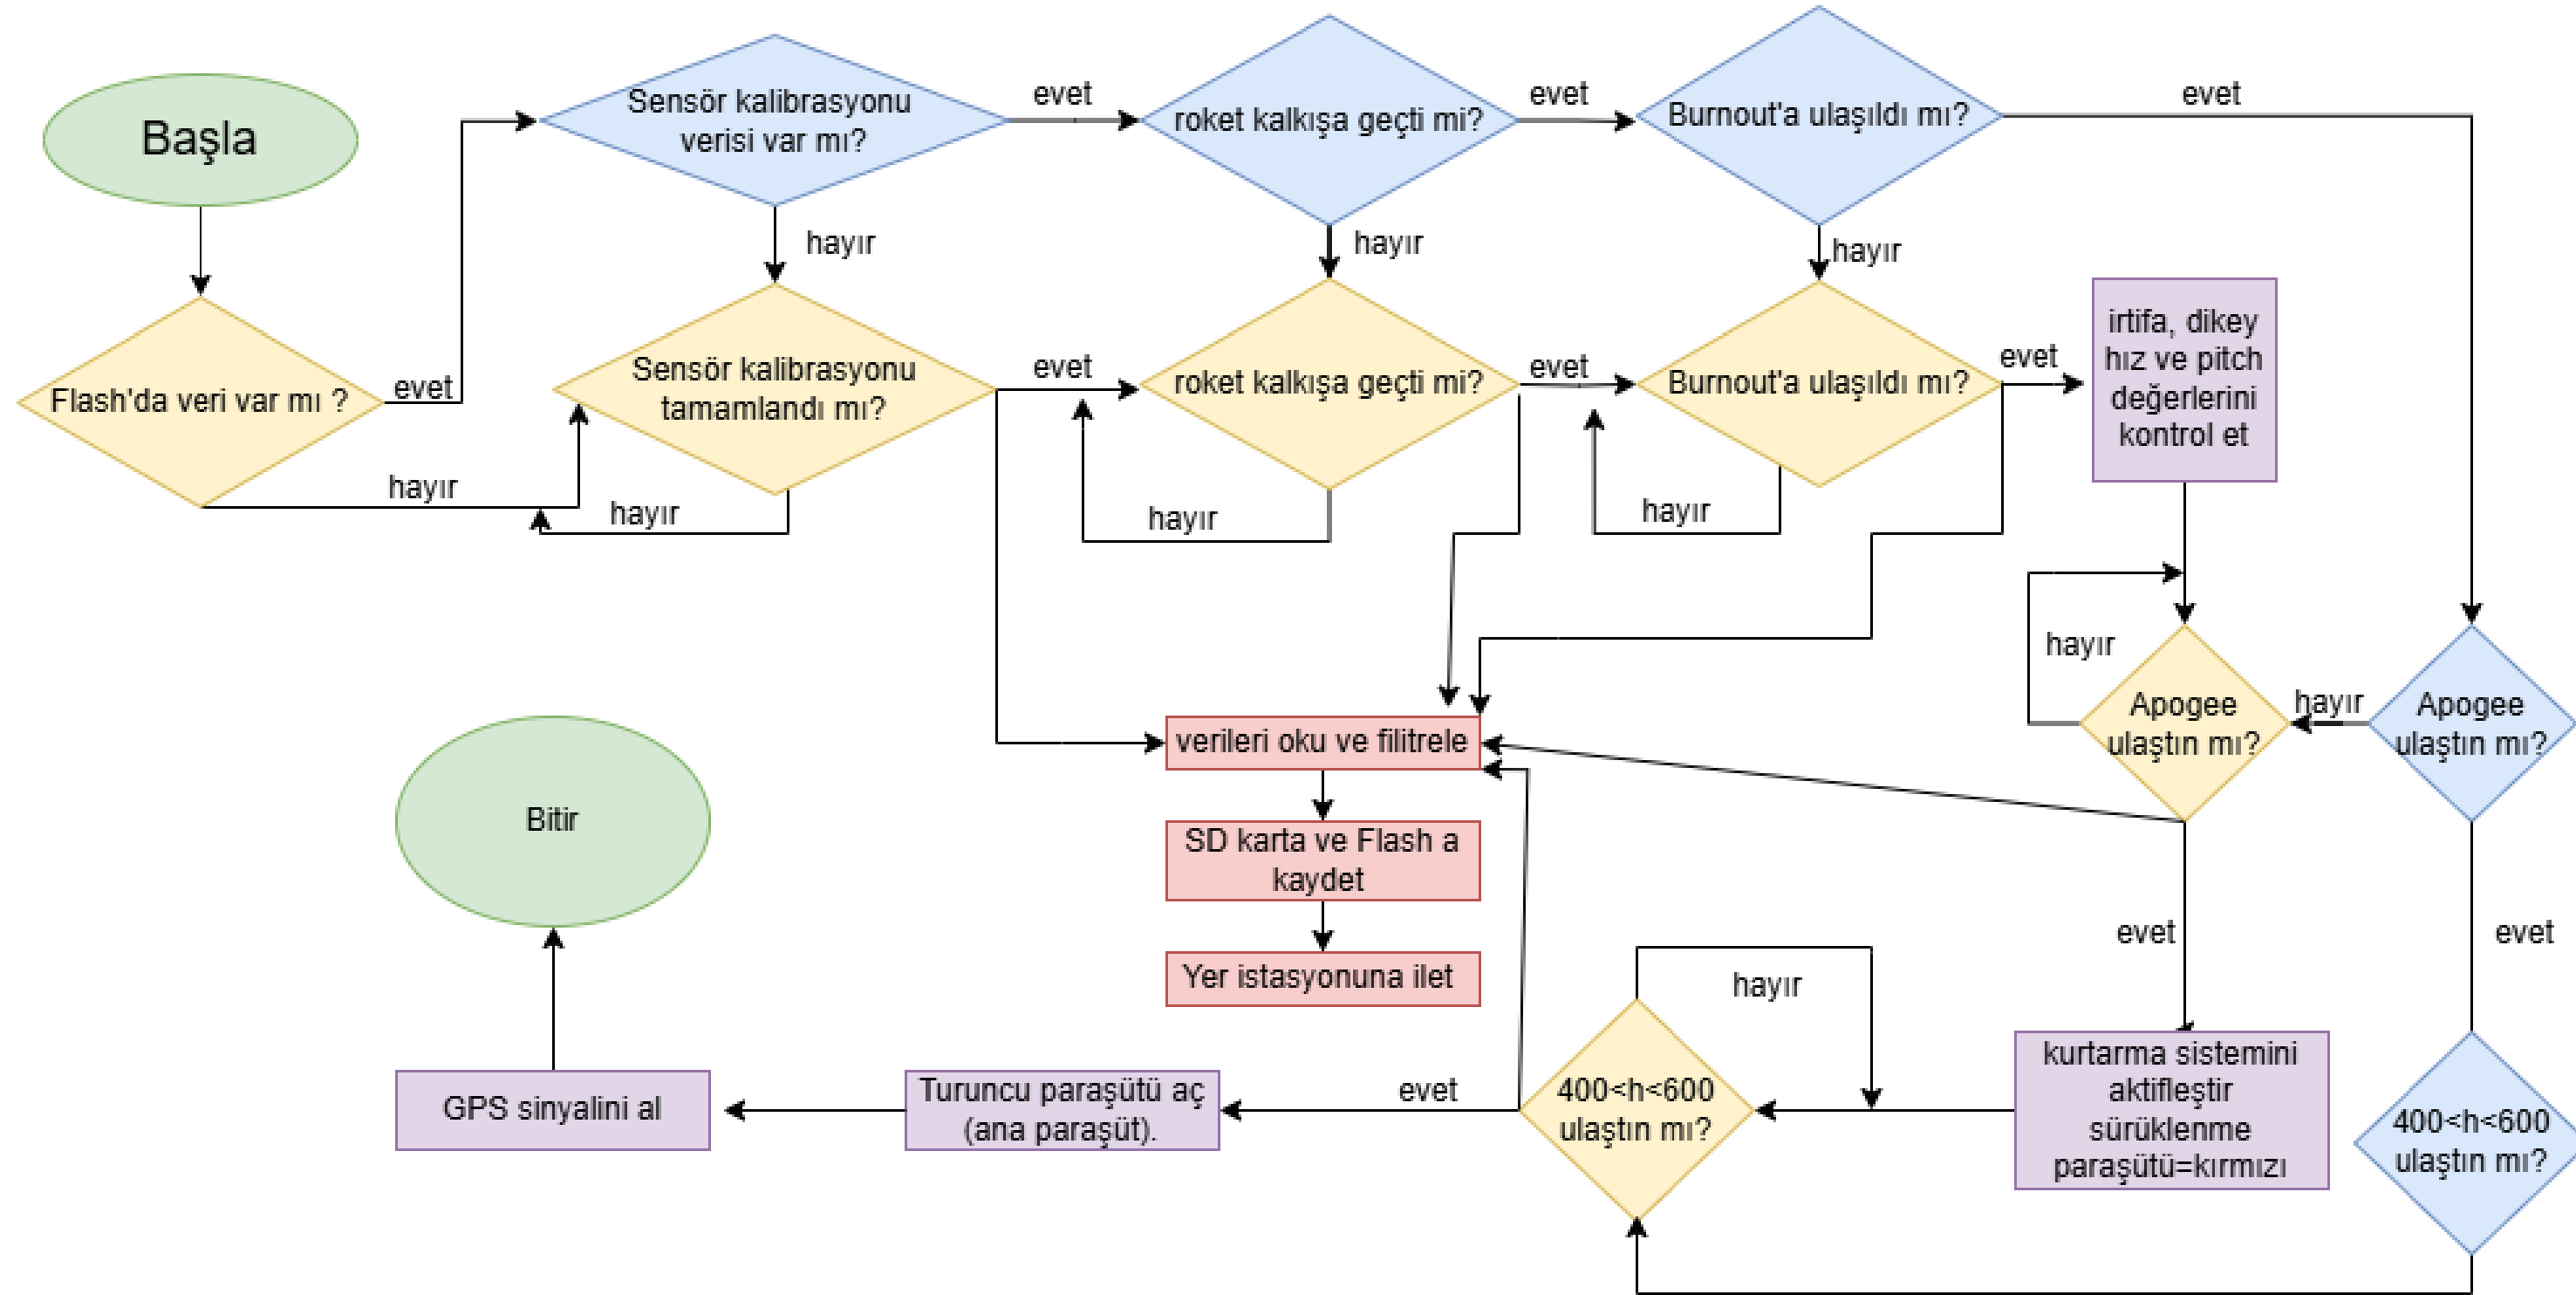 Başla
Sensör kalibrasyonu
verisi var mı?
evet
roket kalkışa geçti mi?
evet
Burnout'a ulaşıldı mı?
evet
hayır
hayır
hayır
Flash'da veri var mı ?
evet
hayır
Sensör kalibrasyonu
tamamlandı mı?
hayır
evet
roket kalkışa geçti mi?
hayır
evet
Burnout'a ulaşıldı mı?
hayır
evet
irtifa, dikey
hız ve pitch
değerlerini
kontrol et
hayır
Apogee
ulaştın mı?
hayır
Apogee
ulaştın mı?
verileri oku ve filitrele
SD karta ve Flash a
kaydet
Yer istasyonuna ilet
Bitir
evet
evet
hayır
kurtarma sistemini
aktifleştir
sürüklenme
paraşütü=kırmızı
400<h<600
ulaştın mı?
400<h<600
ulaştın mı?
evet
Turuncu paraşütü aç
(ana paraşüt).
GPS sinyalini al